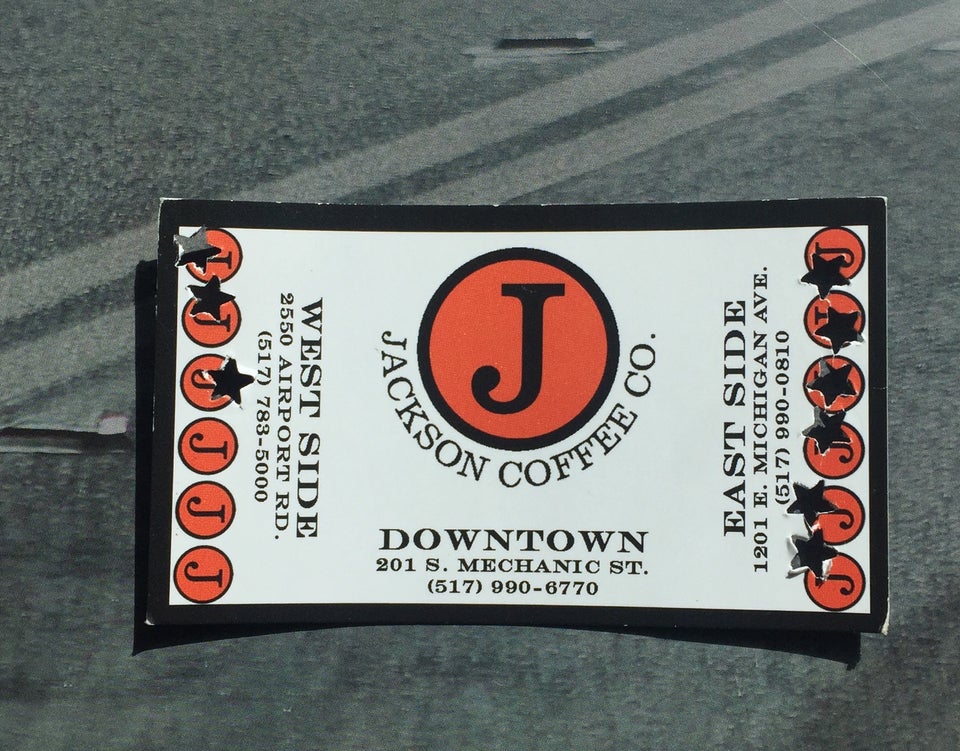 J
JACKSON COFFEE CO.
WEST SIDE
2550 AIRPORT RD.
(517) 783-5000
DOWNTOWN
201 S. MECHANIC ST.
(517) 990-6770
EAST SIDE
1201 E. MICHIGAN AVE.
(517) 990-0810
J
J
J
J
J
J
J
J
J
J
J
J